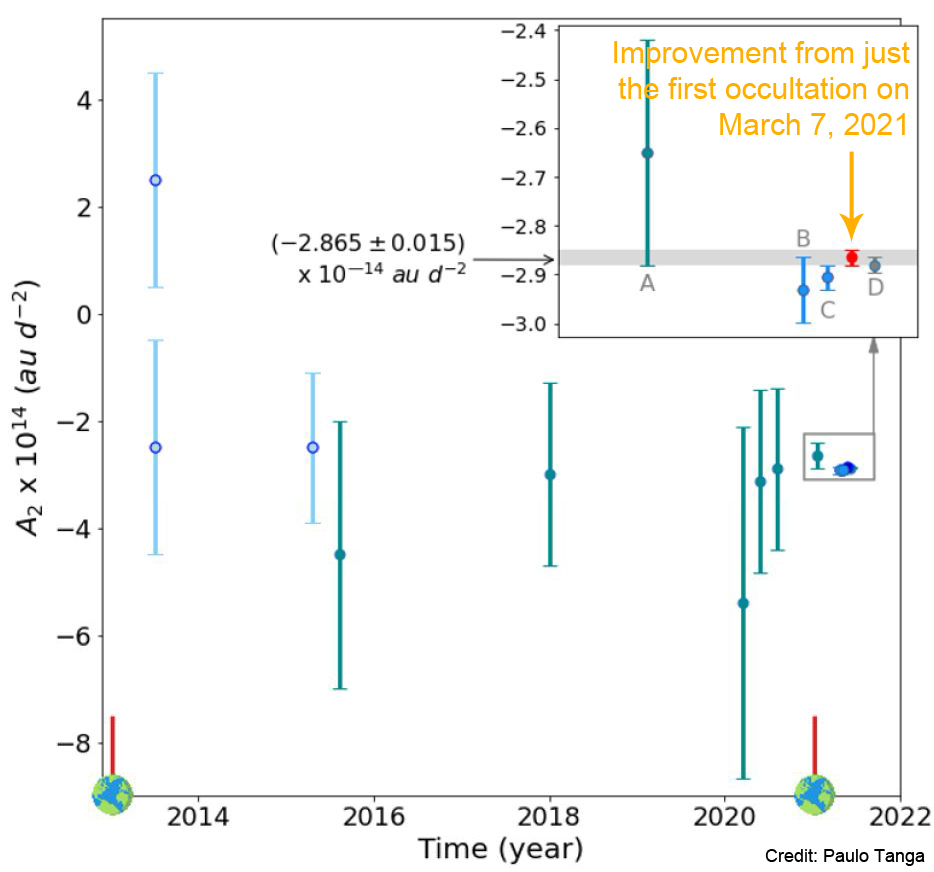 Improvement from just
the first occultation on
March 7, 2021
−2.4
−2.5
−2.6
−2.7
−2.8
−2.9
−3.0
A
B
C
D
(−2.865 ± 0.015)
x 10⁻¹⁴ au d⁻²
A₂ x 10¹⁴ (au d⁻²)
4
2
0
−2
−4
−6
−8
2014
2016
2018
2020
2022
Time (year)
Credit: Paulo Tanga